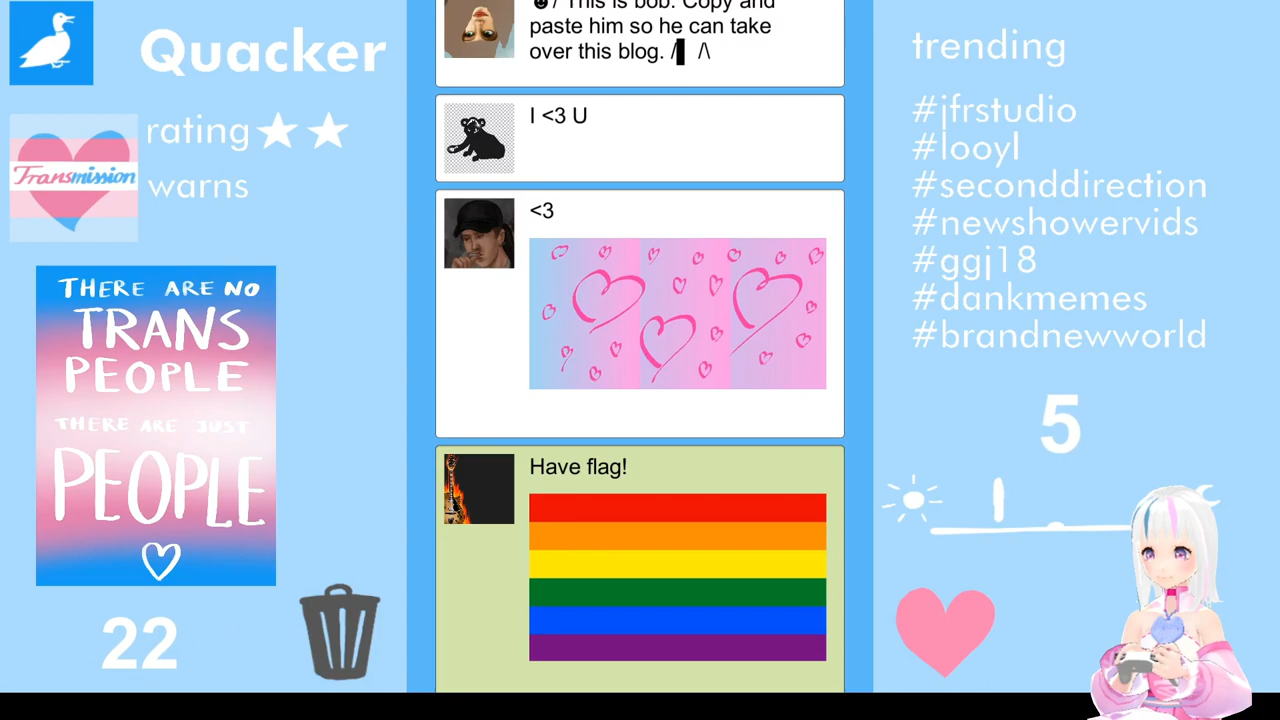 Quacker
rating
Transmission
warns
THERE ARE NO
TRANS
PEOPLE
THERE ARE JUST
PEOPLE
22
☻/ This is bob. Copy and
paste him so he can take
over this blog. /▌ /\
I <3 U
<3
Have flag!
trending
#jfrstudio
#looyl
#seconddirection
#newshowervids
#ggj18
#dankmemes
#brandnewworld
5